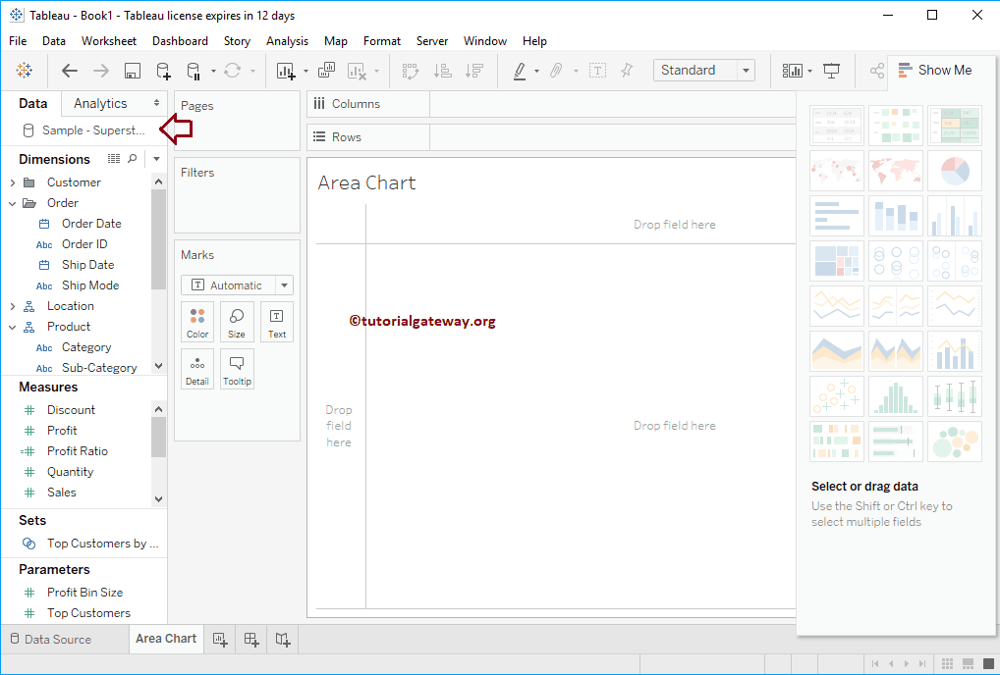 Tableau - Book1 - Tableau license expires in 12 days
File Data Worksheet Dashboard Story Analysis Map Format Server Window Help
Standard
Show Me
Data Analytics
Sample - Superst...
Dimensions
Customer
Order
Order Date
Abc Order ID
Ship Date
Abc Ship Mode
Location
Product
Abc Category
Abc Sub-Category
Measures
Discount
Profit
Profit Ratio
Quantity
Sales
Sets
Top Customers by ...
Parameters
Profit Bin Size
Top Customers
Pages
Filters
Marks
T Automatic
Color Size Text
Detail Tooltip
Columns
Rows
Area Chart
Drop field here
©tutorialgateway.org
Drop
field
here
Drop field here
Select or drag data
Use the Shift or Ctrl key to
select multiple fields
Data Source Area Chart